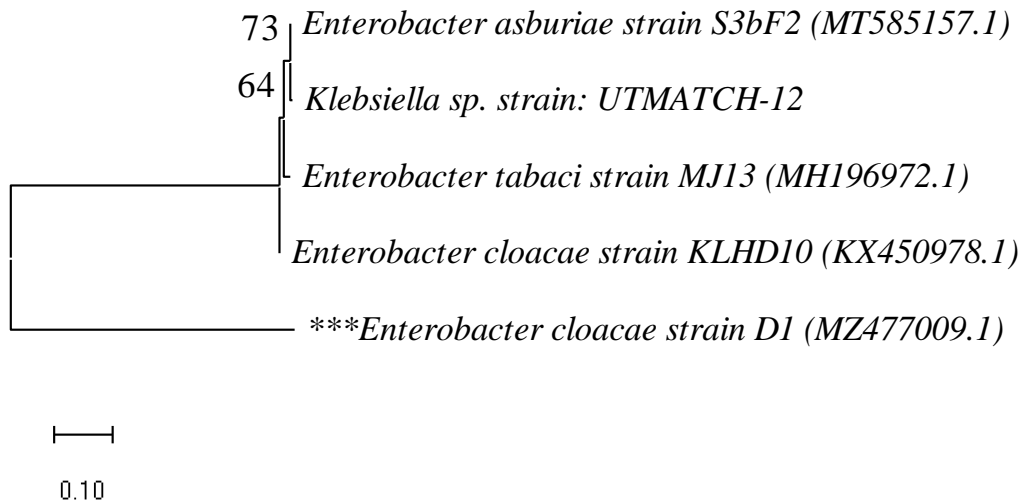 73
Enterobacter asburiae strain S3bF2 (MT585157.1)
64
Klebsiella sp. strain: UTMATCH-12
Enterobacter tabaci strain MJ13 (MH196972.1)
Enterobacter cloacae strain KLHD10 (KX450978.1)
***Enterobacter cloacae strain D1 (MZ477009.1)
0.10